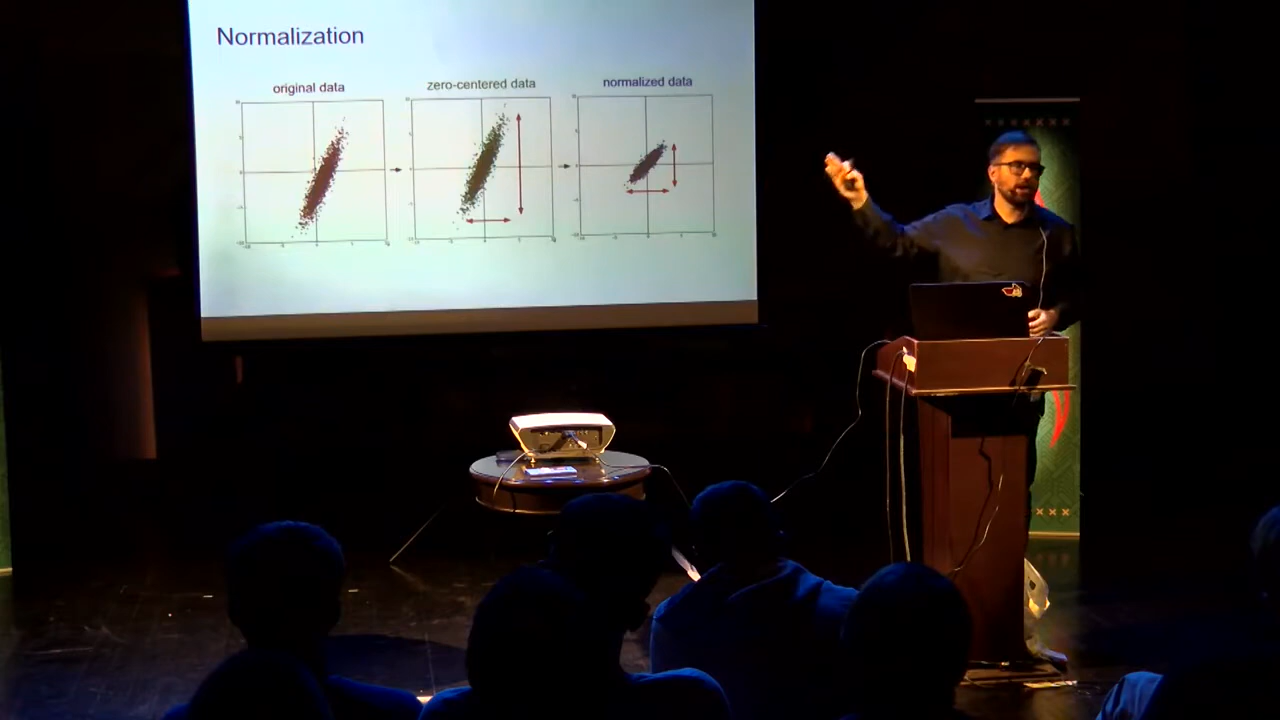 Normalization
original data
zero-centered data
normalized data